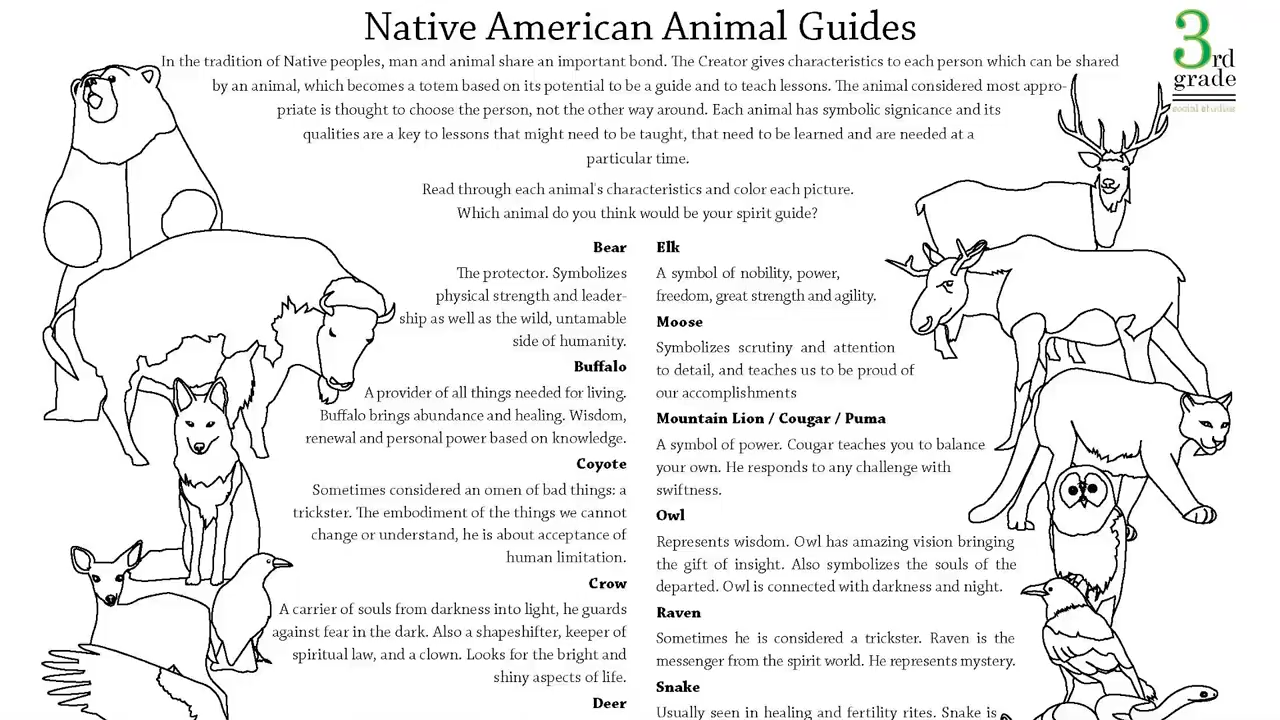 Native American Animal Guides
3rd
grade
social studies
In the tradition of Native peoples, man and animal share an important bond. The Creator gives characteristics to each person which can be shared
by an animal, which becomes a totem based on its potential to be a guide and to teach lessons. The animal considered most appro-
priate is thought to choose the person, not the other way around. Each animal has symbolic signicance and its
qualities are a key to lessons that might need to be taught, that need to be learned and are needed at a
particular time.
Read through each animal's characteristics and color each picture.
Which animal do you think would be your spirit guide?
Bear
The protector. Symbolizes
physical strength and leader-
ship as well as the wild, untamable
side of humanity.
Buffalo
A provider of all things needed for living.
Buffalo brings abundance and healing. Wisdom,
renewal and personal power based on knowledge.
Coyote
Sometimes considered an omen of bad things: a
trickster. The embodiment of the things we cannot
change or understand, he is about acceptance of
human limitation.
Crow
A carrier of souls from darkness into light, he guards
against fear in the dark. Also a shapeshifter, keeper of
spiritual law, and a clown. Looks for the bright and
shiny aspects of life.
Deer
Elk
A symbol of nobility, power,
freedom, great strength and agility.
Moose
Symbolizes scrutiny and attention
to detail, and teaches us to be proud of
our accomplishments
Mountain Lion / Cougar / Puma
A symbol of power. Cougar teaches you to balance
your own. He responds to any challenge with
swiftness.
Owl
Represents wisdom. Owl has amazing vision bringing
the gift of insight. Also symbolizes the souls of the
departed. Owl is connected with darkness and night.
Raven
Sometimes he is considered a trickster. Raven is the
messenger from the spirit world. He represents mystery.
Snake
Usually seen in healing and fertility rites. Snake is